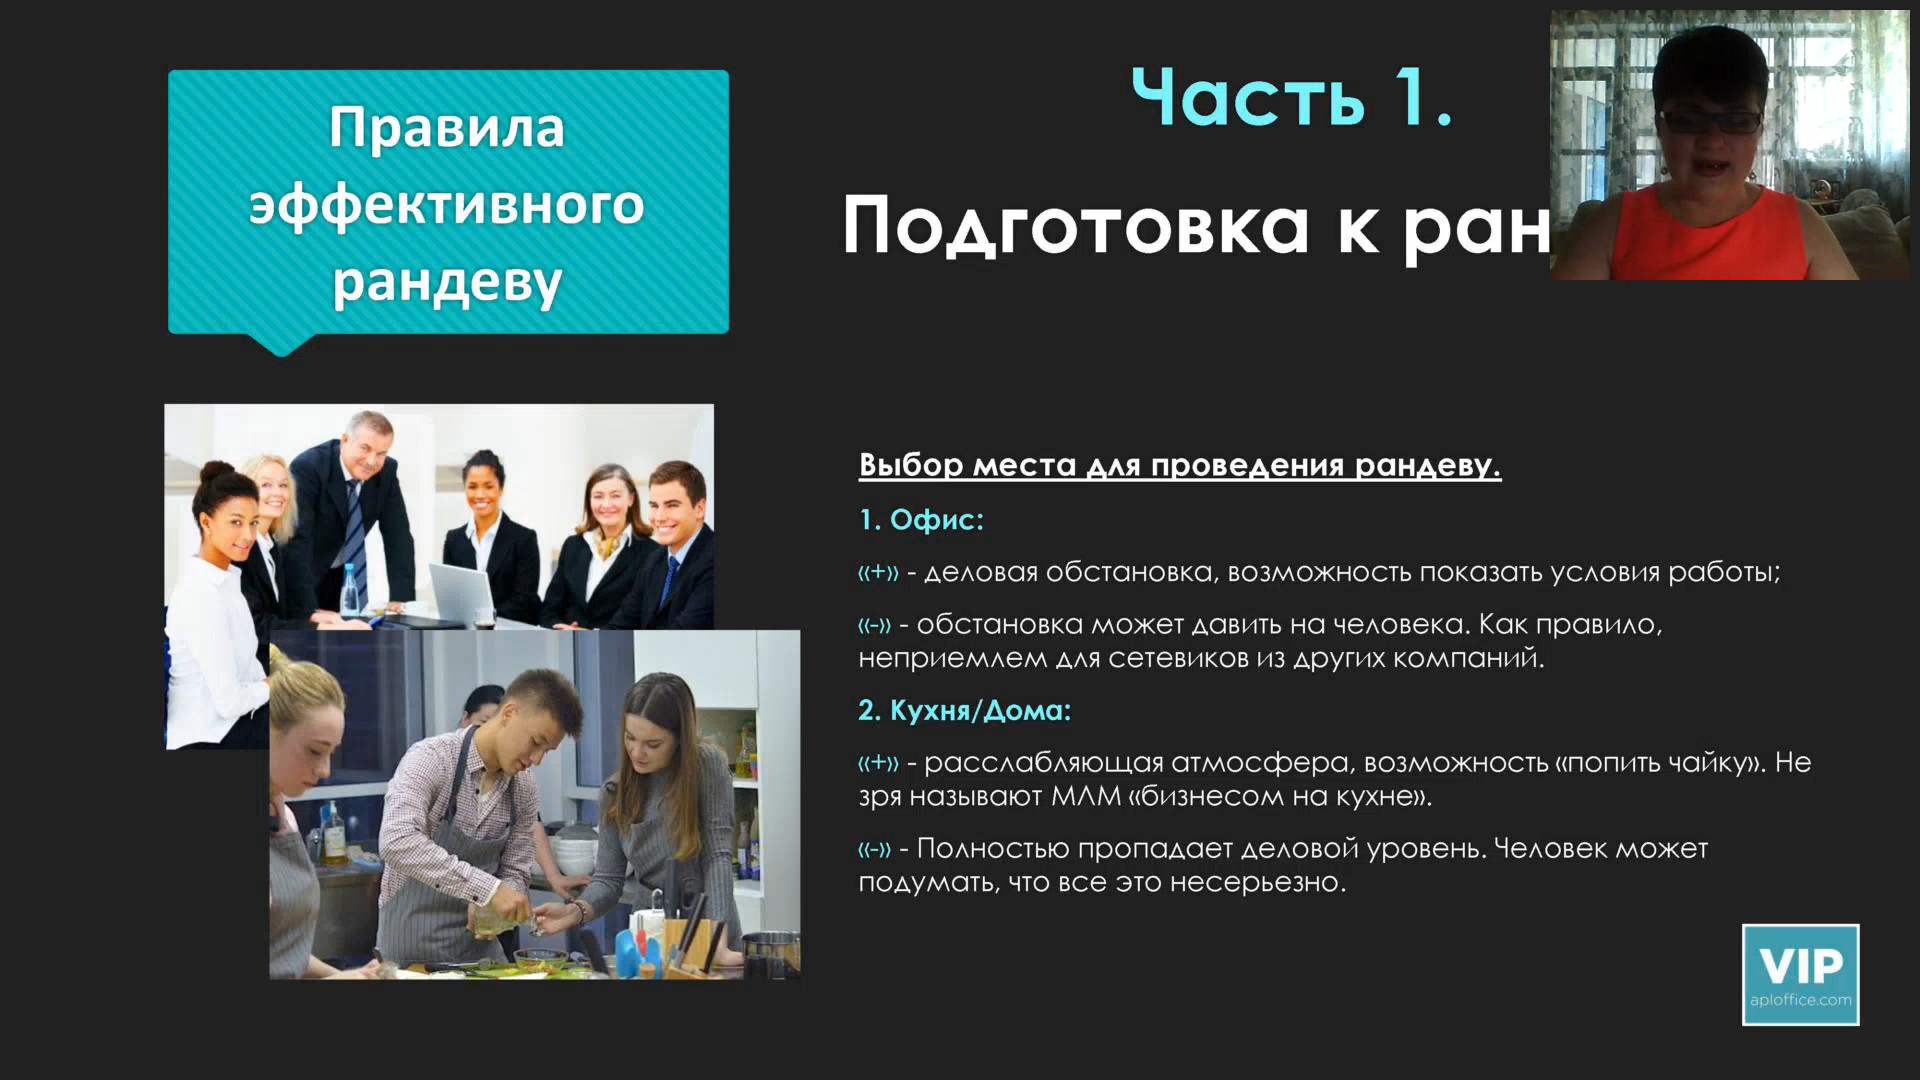 Правила
эффективного
рандеву
Часть 1.
Подготовка к ран
Выбор места для проведения рандеву.
1. Офис:
«+» - деловая обстановка, возможность показать условия работы;
«-» - обстановка может давить на человека. Как правило,
неприемлем для сетевиков из других компаний.
2. Кухня/Дома:
«+» - расслабляющая атмосфера, возможность «попить чайку». Не
зря называют МЛМ «бизнесом на кухне».
«-» - Полностью пропадает деловой уровень. Человек может
подумать, что все это несерьезно.
VIP
aploffice.com